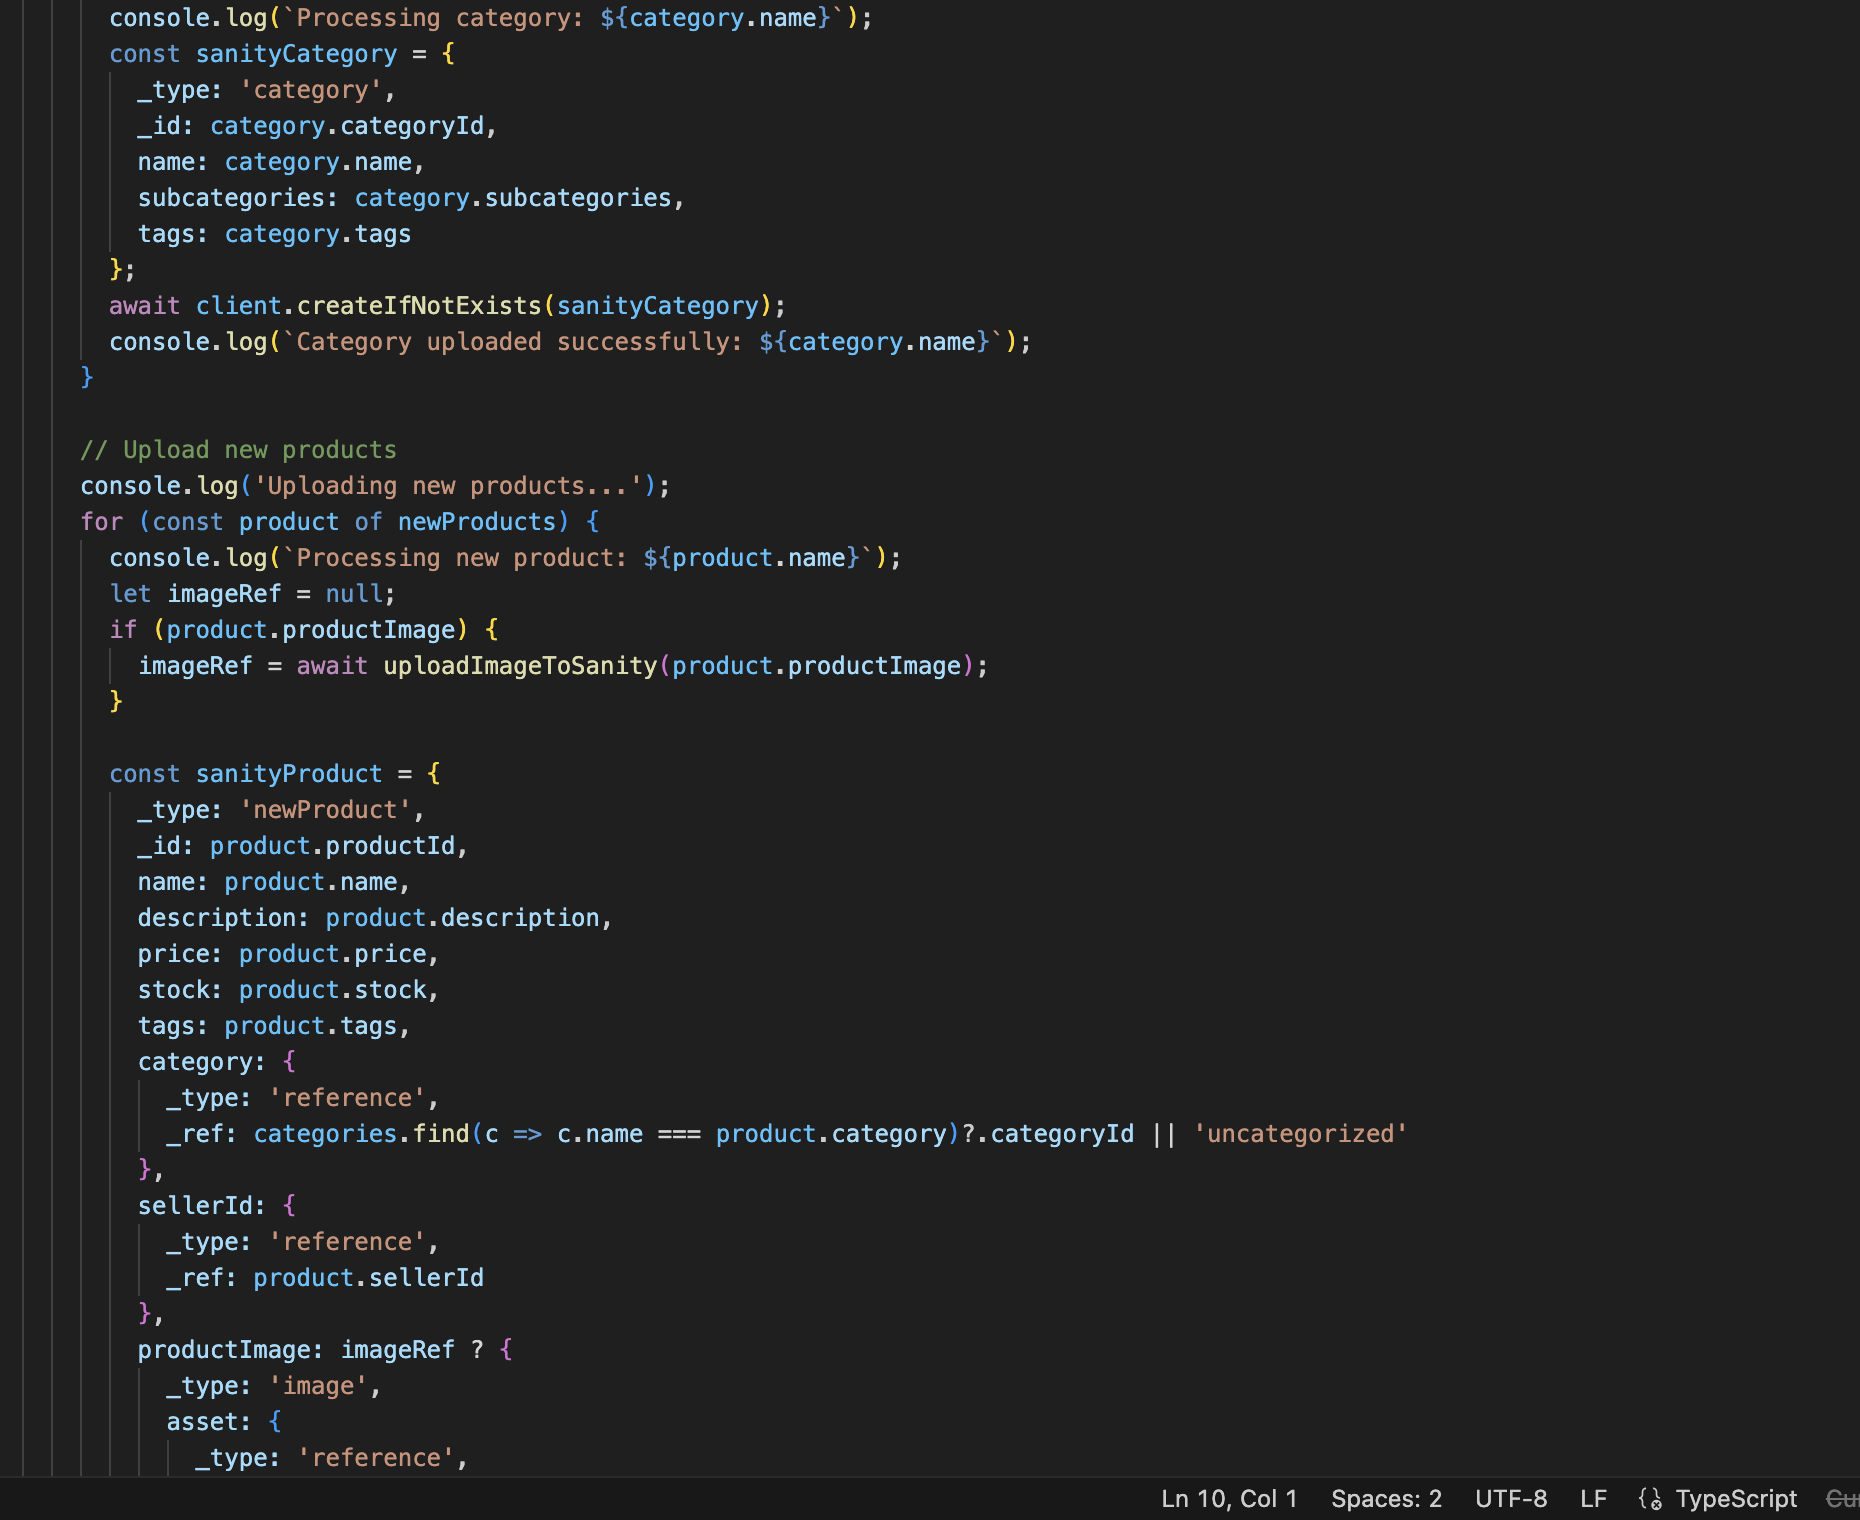 console.log(`Processing category: ${category.name}`);
const sanityCategory = {
_type: 'category',
_id: category.categoryId,
name: category.name,
subcategories: category.subcategories,
tags: category.tags
};
await client.createIfNotExists(sanityCategory);
console.log(`Category uploaded successfully: ${category.name}`);
}
// Upload new products
console.log('Uploading new products...');
for (const product of newProducts) {
console.log(`Processing new product: ${product.name}`);
let imageRef = null;
if (product.productImage) {
imageRef = await uploadImageToSanity(product.productImage);
}
const sanityProduct = {
_type: 'newProduct',
_id: product.productId,
name: product.name,
description: product.description,
price: product.price,
stock: product.stock,
tags: product.tags,
category: {
_type: 'reference',
_ref: categories.find(c => c.name === product.category)?.categoryId || 'uncategorized'
},
sellerId: {
_type: 'reference',
_ref: product.sellerId
},
productImage: imageRef ? {
_type: 'image',
asset: {
_type: 'reference',
Ln 10, Col 1 Spaces: 2 UTF-8 LF TypeScript